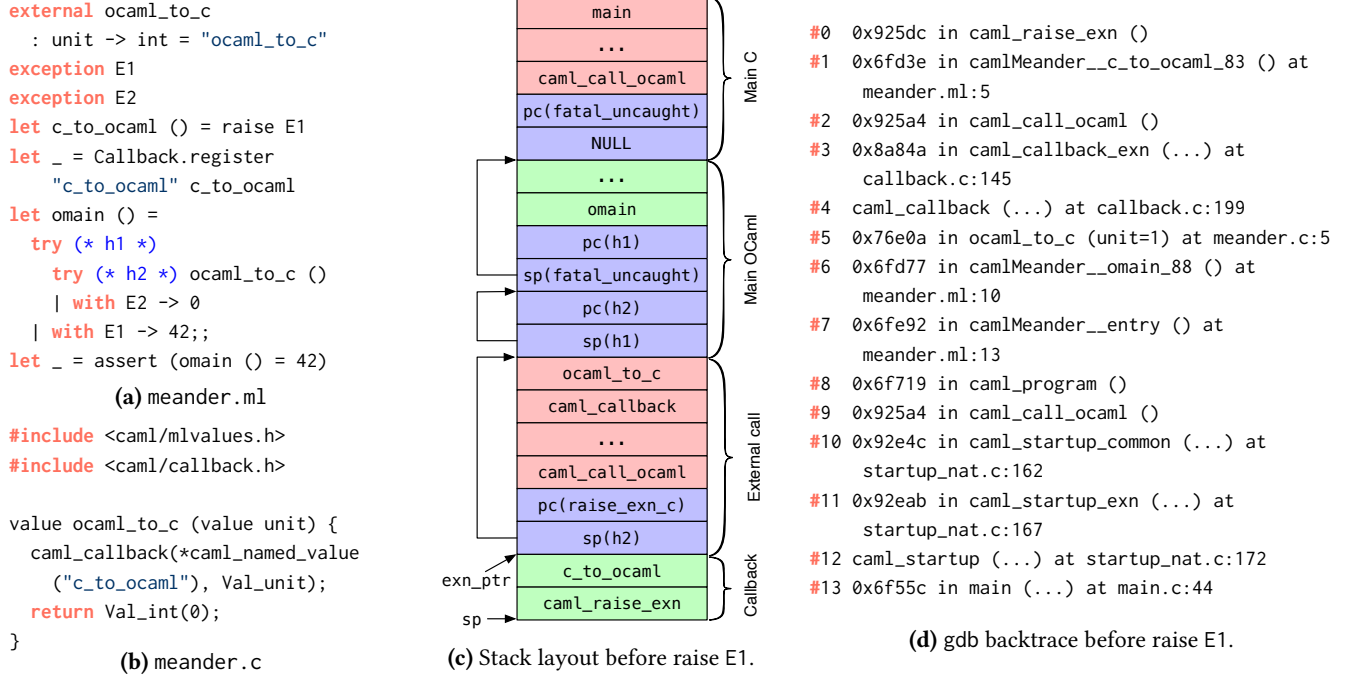 external ocaml_to_c
  : unit -> int = "ocaml_to_c"
exception E1
exception E2
let c_to_ocaml () = raise E1
let _ = Callback.register
    "c_to_ocaml" c_to_ocaml
let omain () =
  try (* h1 *)
    try (* h2 *) ocaml_to_c ()
    | with E2 -> 0
  | with E1 -> 42;;
let _ = assert (omain () = 42)
(a) meander.ml
#include <caml/mlvalues.h>
#include <caml/callback.h>
value ocaml_to_c (value unit) {
  caml_callback(*caml_named_value
    ("c_to_ocaml"), Val_unit);
  return Val_int(0);
}
(b) meander.c
main
...
caml_call_ocaml
pc(fatal_uncaught)
NULL
Main C
...
omain
pc(h1)
sp(fatal_uncaught)
pc(h2)
sp(h1)
Main OCaml
ocaml_to_c
caml_callback
...
caml_call_ocaml
pc(raise_exn_c)
sp(h2)
External call
exn_ptr
c_to_ocaml
caml_raise_exn
Callback
sp
(c) Stack layout before raise E1.
#0 0x925dc in caml_raise_exn ()
#1 0x6fd3e in camlMeander__c_to_ocaml_83 () at
meander.ml:5
#2 0x925a4 in caml_call_ocaml ()
#3 0x8a84a in caml_callback_exn (...) at
callback.c:145
#4 caml_callback (...) at callback.c:199
#5 0x76e0a in ocaml_to_c (unit=1) at meander.c:5
#6 0x6fd77 in camlMeander__omain_88 () at
meander.ml:10
#7 0x6fe92 in camlMeander__entry () at
meander.ml:13
#8 0x6f719 in caml_program ()
#9 0x925a4 in caml_call_ocaml ()
#10 0x92e4c in caml_startup_common (...) at
startup_nat.c:162
#11 0x92eab in caml_startup_exn (...) at
startup_nat.c:167
#12 caml_startup (...) at startup_nat.c:172
#13 0x6f55c in main (...) at main.c:44
(d) gdb backtrace before raise E1.